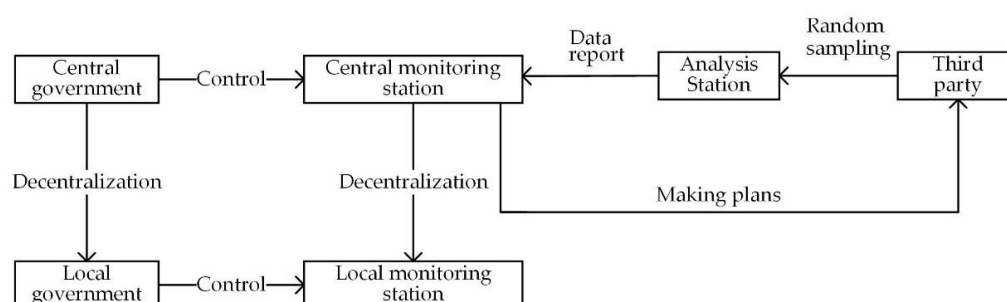 Central
government
Control
Central monitoring
station
Data
report
Analysis
Station
Random
sampling
Third
party
Decentralization
Decentralization
Making plans
Local
government
Control
Local monitoring
station